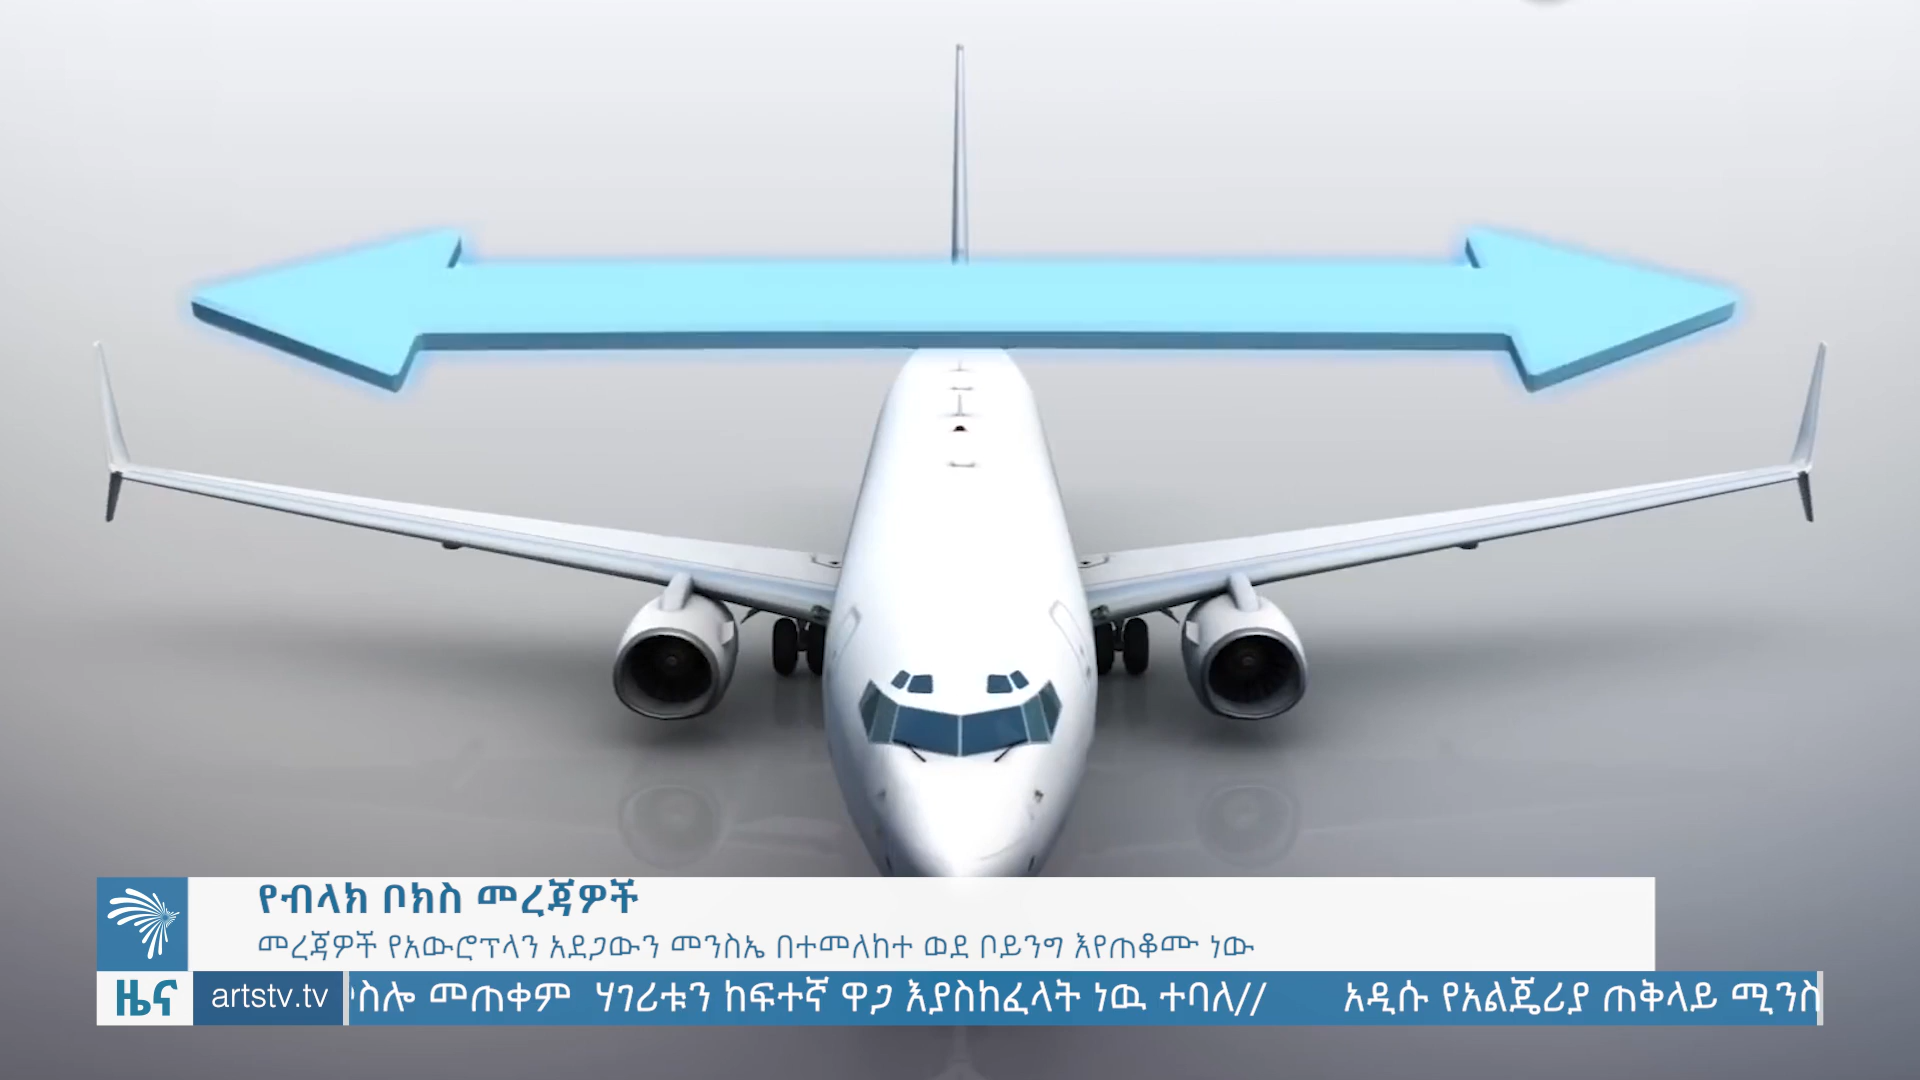 የብላክ ቦክስ መረጃዎች
መረጃዎች የአውሮፕላን አደጋውን መንስኤ በተመለከተ ወደ ቦይንግ እየጠቆሙ ነው
ዜና
artstv.tv
መጠቀም ሃገሪቱን ከፍተኛ ዋጋ እያስከፈላት ነዉ ተባለ// አዲሱ የአልጄሪያ ጠቅላይ ሚንስ